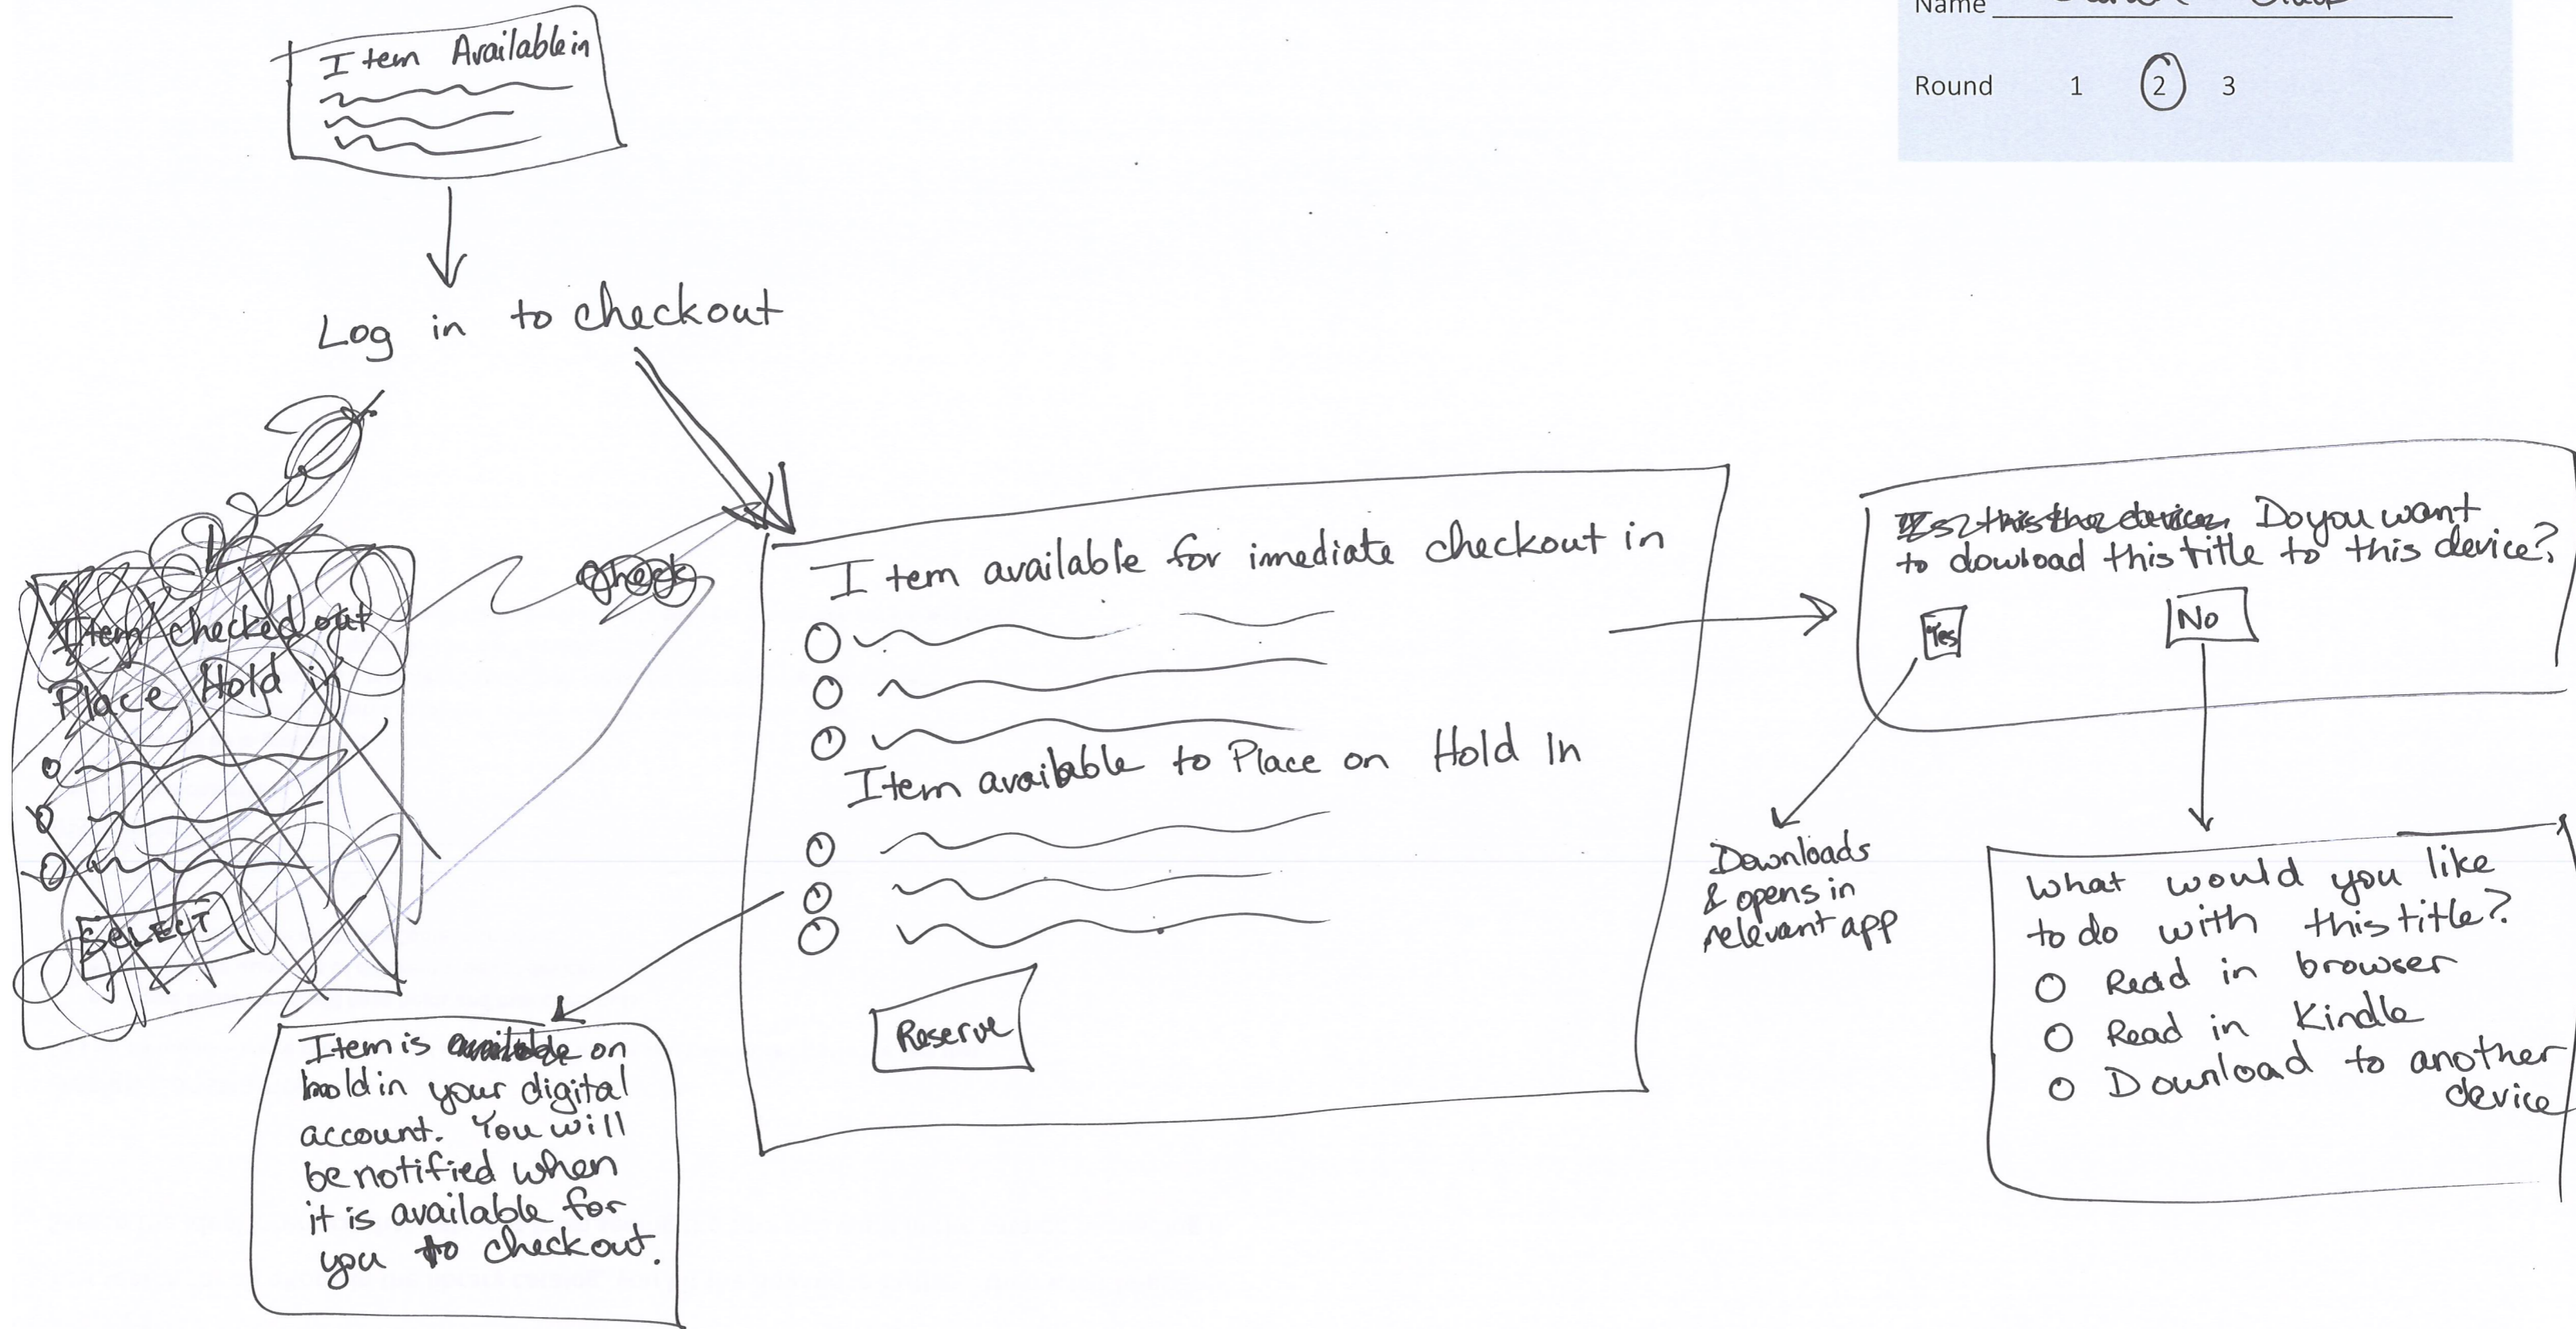 Name
Round 1 2 3
Item Available in
Log in to checkout
Check
Item checked out
Place Hold in
SELECT
Item available for imediate checkout in
Item available to Place on Hold In
Reserve
Do you want
to dowload this title to this device?
Yes
No
Downloads
& opens in
relevant app
What would you like
to do with this title?
Read in browser
Read in Kindle
Download to another
device
Item is available on
hold in your digital
account. You will
be notified when
it is available for
you to checkout.